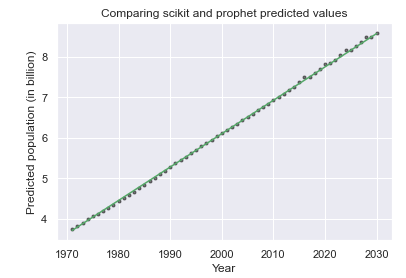 Comparing scikit and prophet predicted values
Predicted population (in billion)
8
7
6
5
4
1970 1980 1990 2000 2010 2020 2030
Year